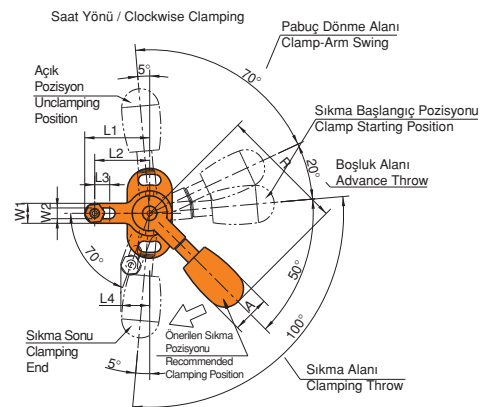 Saat Yönü / Clockwise Clamping
Pabuç Dönme Alanı
Clamp-Arm Swing
5°
70°
Açık
Pozisyon
Unclamping
Position
L1
L2
L3
W1
W2
R
Sıkma Başlangıç Pozisyonu
Clamp Starting Position
20°
Boşluk Alanı
Advance Throw
70°
L4
A
50°
100°
Sıkma Sonu
Clamping
End
5°
Önerilen Sıkma
Pozisyonu
Recommended
Clamping Position
Sıkma Alanı
Clamping Throw